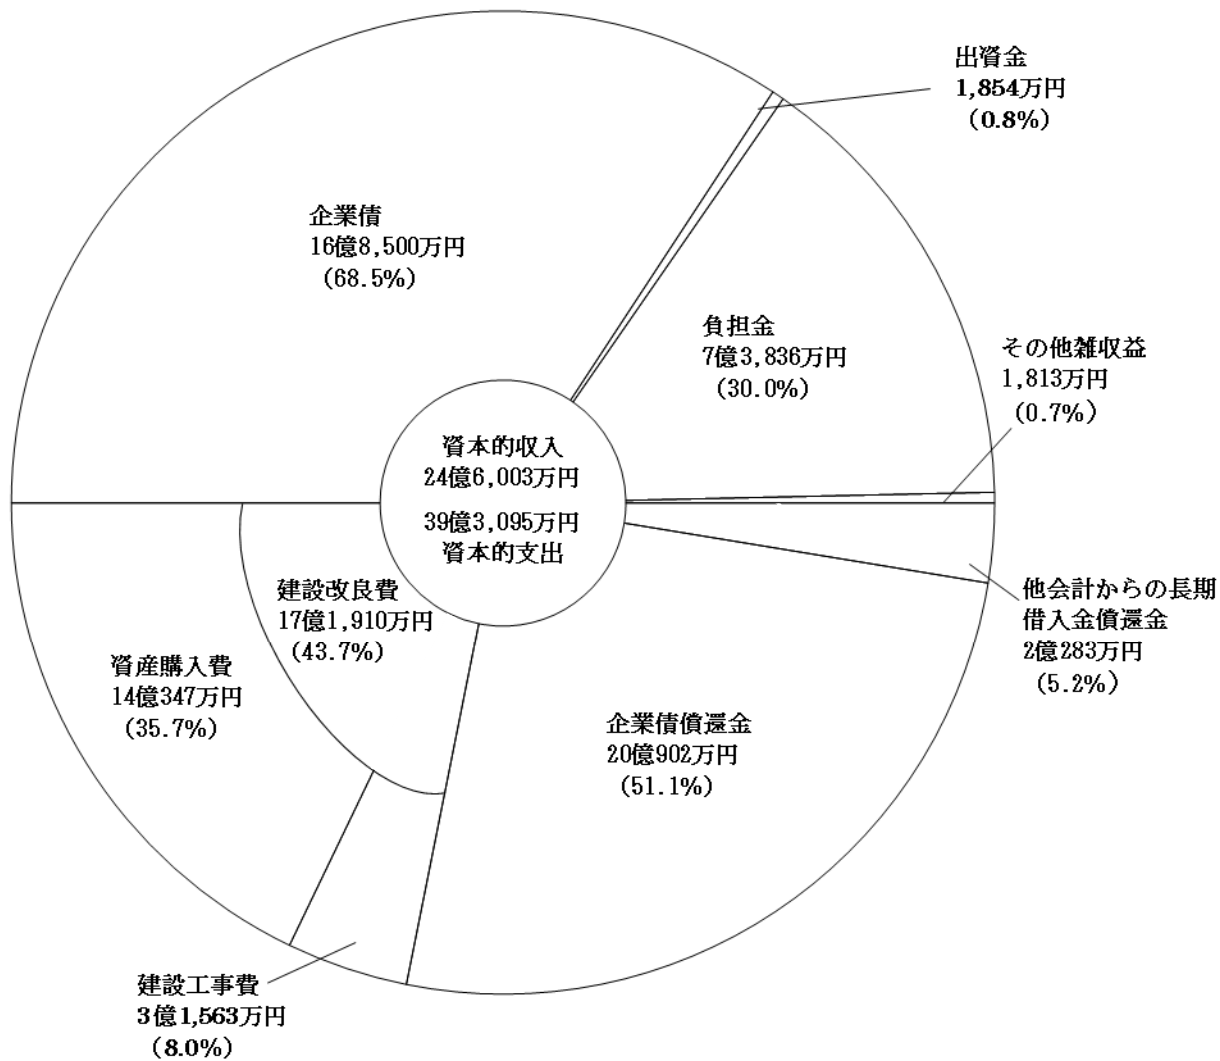 出資金
1,854万円
（0.8%）
企業債
16億8,500万円
（68.5%）
負担金
7億3,836万円
（30.0%）
その他雑収益
1,813万円
（0.7%）
資本的収入
24億6,003万円
39億3,095万円
資本的支出
建設改良費
17億1,910万円
（43.7%）
他会計からの長期
借入金償還金
2億283万円
（5.2%）
資産購入費
14億347万円
（35.7%）
企業債償還金
20億902万円
（51.1%）
建設工事費
3億1,563万円
（8.0%）